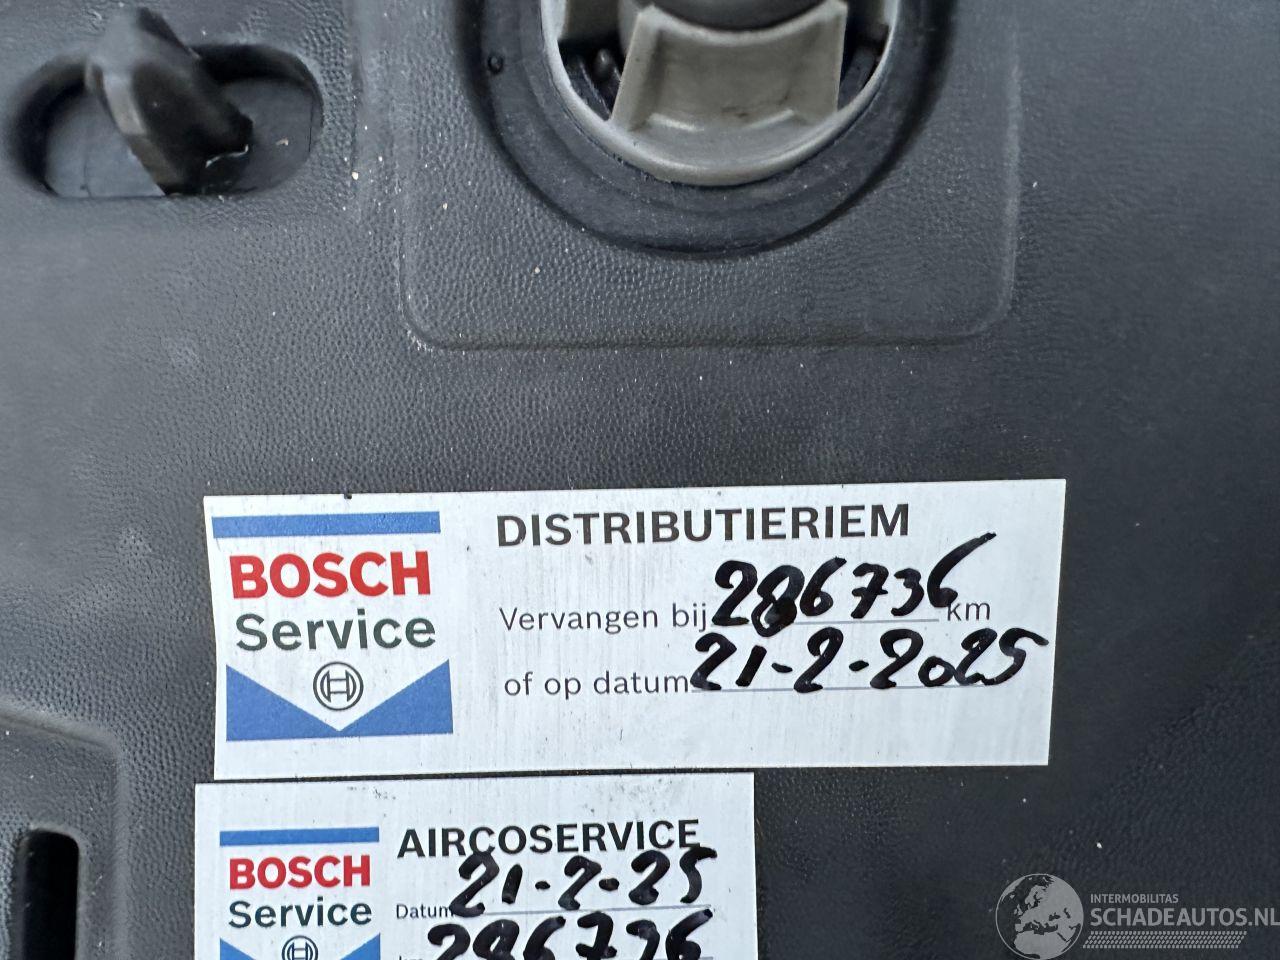 DISTRIBUTIERIEM
BOSCH
Service
Vervangen bij 286736 km
of op datum 21-2-2025
AIRCOSERVICE
BOSCH
Service
Datum 21-2-25
km 286736
INTERMOBILITAS
SCHADEAUTOS.NL